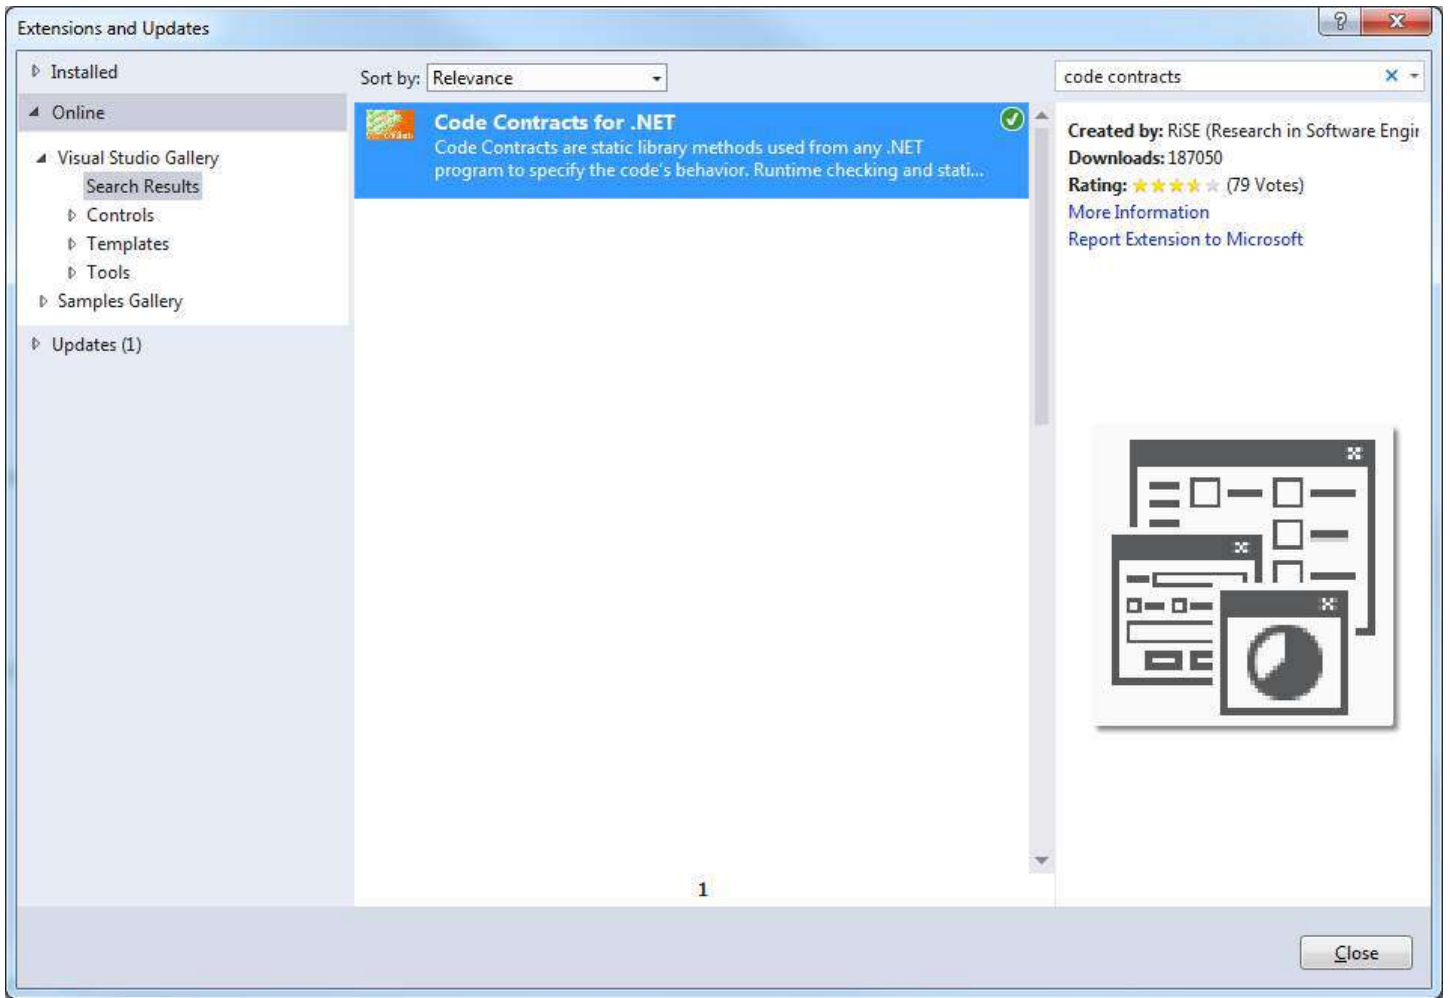 Extensions and Updates
Installed
Online
Visual Studio Gallery
Search Results
Controls
Templates
Tools
Samples Gallery
Updates (1)
Sort by: Relevance
Code Contracts for .NET
Code Contracts are static library methods used from any .NET
program to specify the code's behavior. Runtime checking and stati...
1
code contracts
Created by: RiSE (Research in Software Engir
Downloads: 187050
Rating: (79 Votes)
More Information
Report Extension to Microsoft
Close